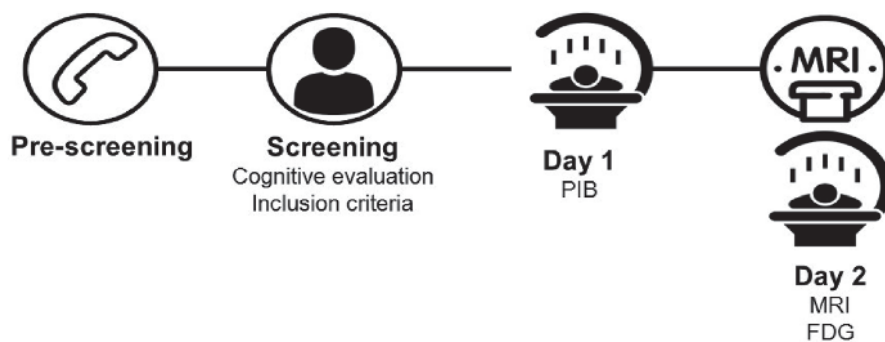 Pre-screening
Screening
Cognitive evaluation
Inclusion criteria
Day 1
PIB
· MRI ·
Day 2
MRI
FDG